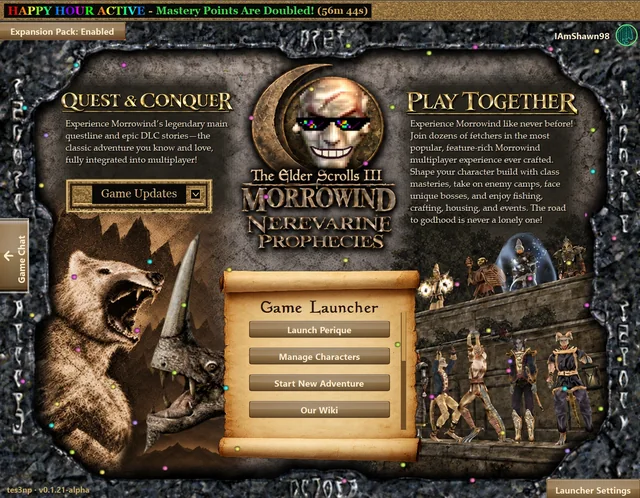 HAPPY HOUR ACTIVE - Mastery Points Are Doubled! (56m 44s)
Expansion Pack: Enabled
IAmShawn98
QUEST & CONQUER
Experience Morrowind's legendary main
questline and epic DLC stories—the
classic adventure you know and love,
fully integrated into multiplayer!
Game Updates
Game Chat
The Elder Scrolls III
MORROWIND
NEREVARINE
PROPHECIES
PLAY TOGETHER
Experience Morrowind like never before!
Join dozens of fetchers in the most
popular, feature-rich Morrowind
multiplayer experience ever crafted.
Shape your character build with class
masteries, take on enemy camps, face
unique bosses, and enjoy fishing,
crafting, housing, and events. The road
to godhood is never a lonely one!
Game Launcher
Launch Perique
Manage Characters
Start New Adventure
Our Wiki
tes3np - v0.1.21-alpha
Launcher Settings